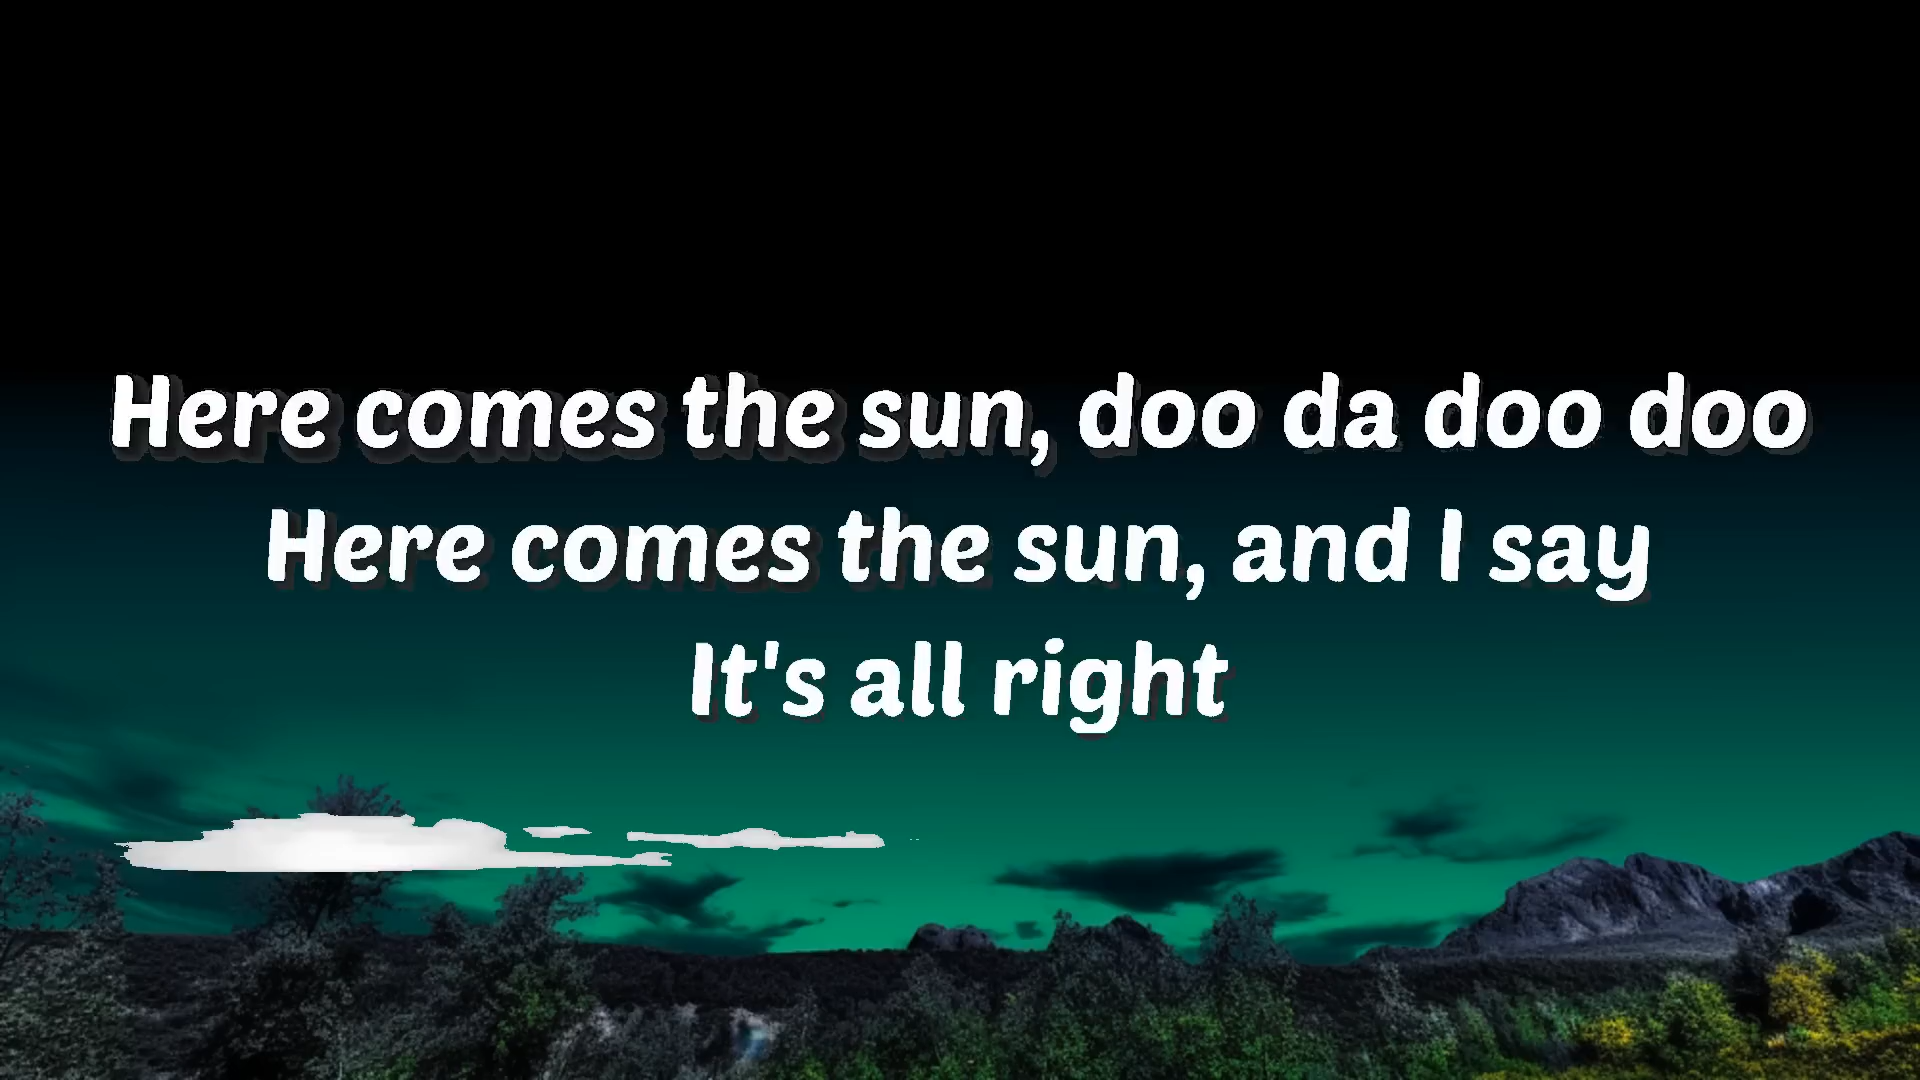 Here comes the sun, doo da doo doo
Here comes the sun, and I say
It's all right